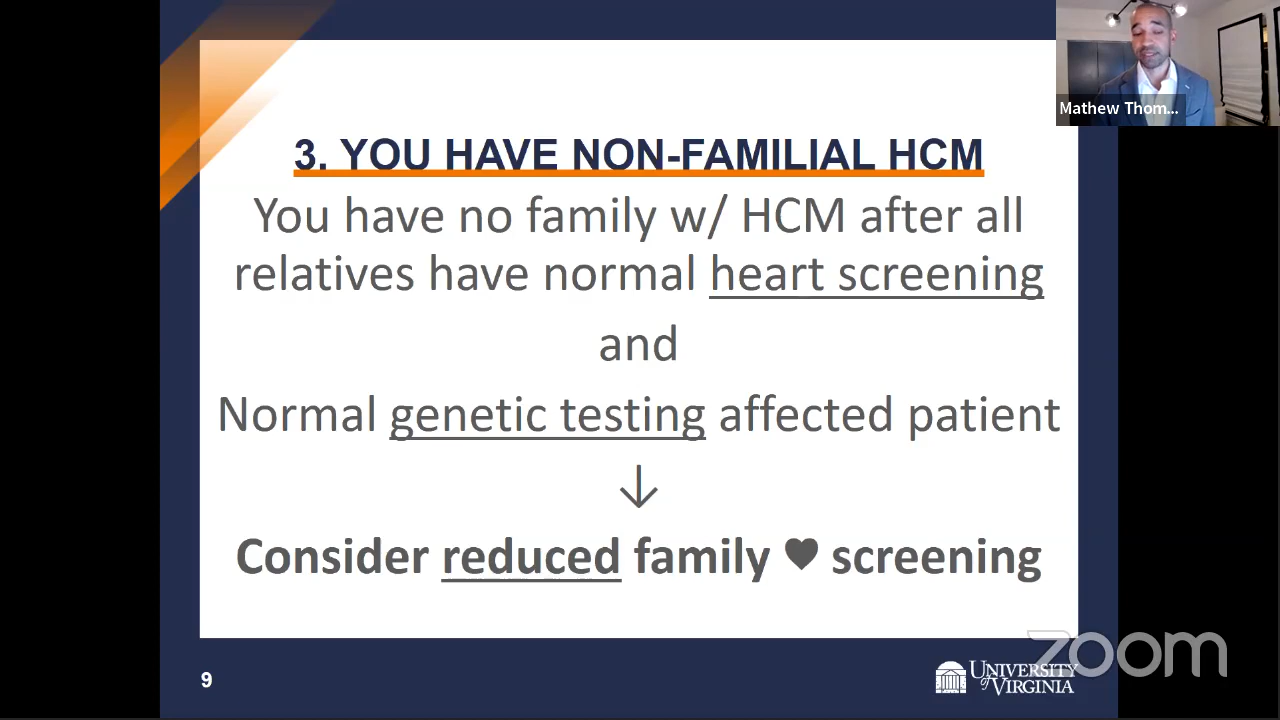 Mathew Thom...
3. YOU HAVE NON-FAMILIAL HCM
You have no family w/ HCM after all
relatives have normal heart screening
and
Normal genetic testing affected patient
↓
Consider reduced family ♥ screening
9
UNIVERSITY
of VIRGINIA
zoom